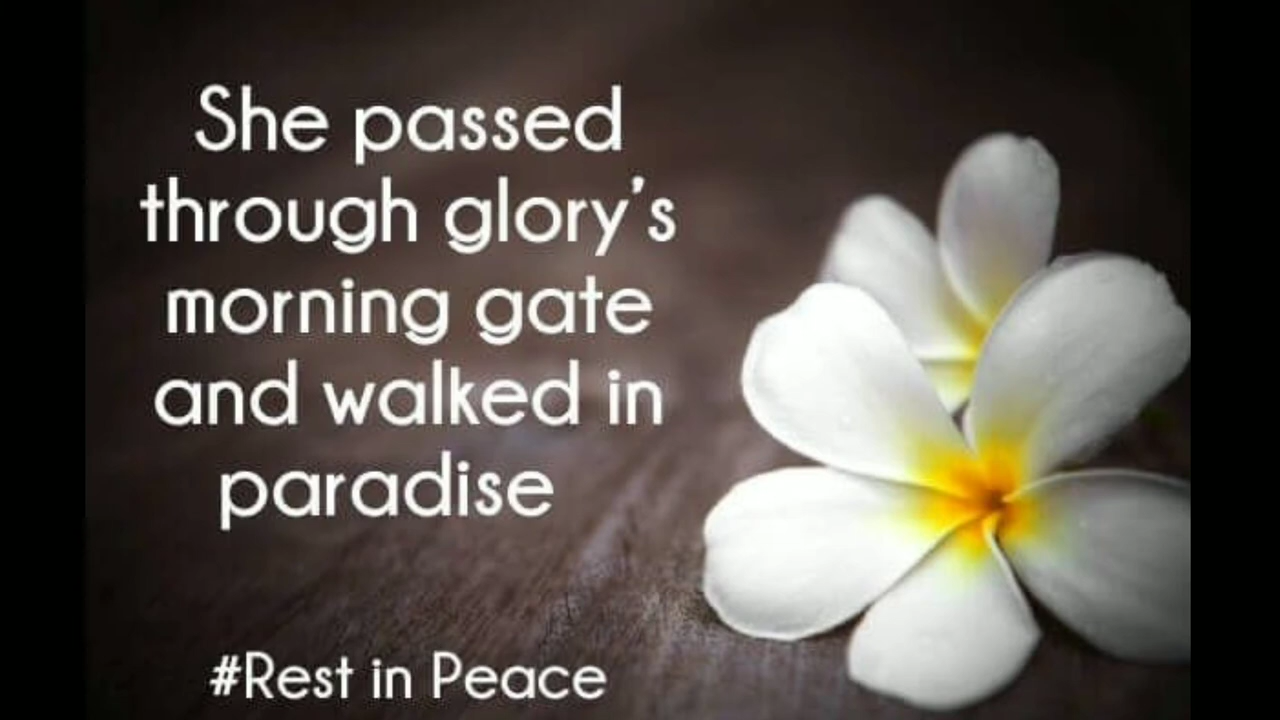 She passed
through glory's
morning gate
and walked in
paradise
#Rest in Peace